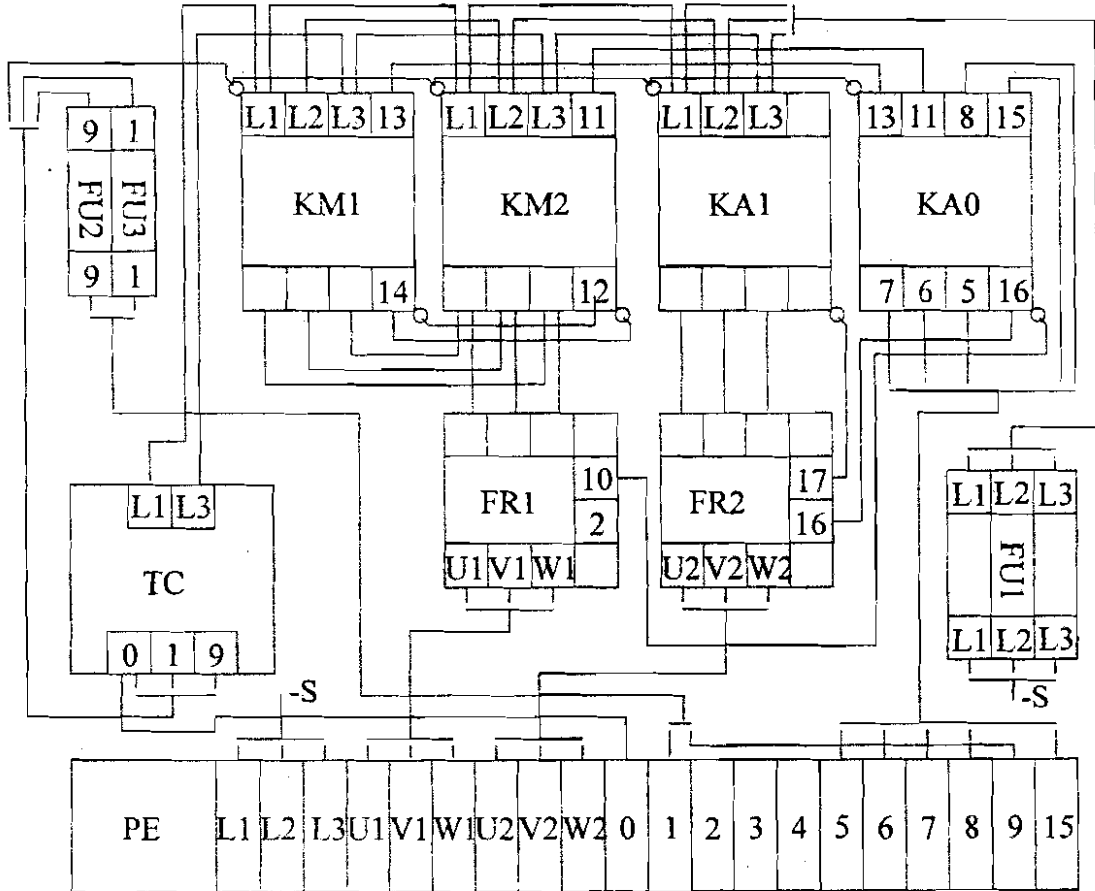 L1 L2 L3 13
L1 L2 L3 11
L1 L2 L3
13 11 8 15
9 1
FU2 FU3
9 1
KM1
KM2
KA1
KA0
14
12
7 6 5 16
L1 L3
TC
0 1 9
10
FR1
2
U1 V1 W1
17
FR2
16
U2 V2 W2
L1 L2 L3
FU1
L1 L2 L3
-S
-S
PE L1 L2 L3 U1 V1 W1 U2 V2 W2 0 1 2 3 4 5 6 7 8 9 15